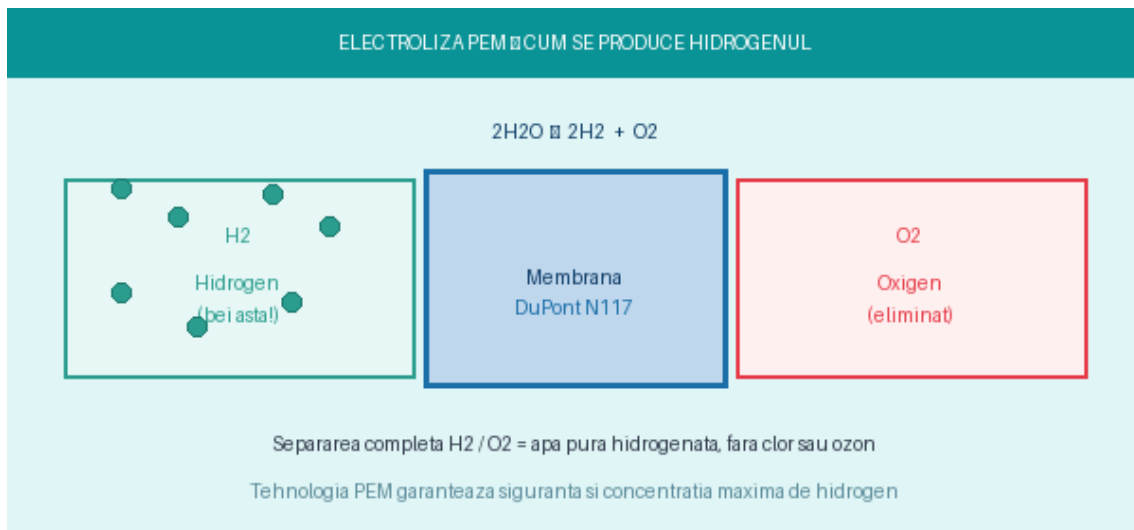 ELECTROLIZA PEM ☒ CUM SE PRODUCE HIDROGENUL
2H2O ☒ 2H2 + O2
H2
Hidrogen
(bei asta!)
Membrana
DuPont N117
O2
Oxigen
(eliminat)
Separarea completa H2 / O2 = apa pura hidrogenata, fara clor sau ozon
Tehnologia PEM garanteaza siguranta si concentratia maxima de hidrogen